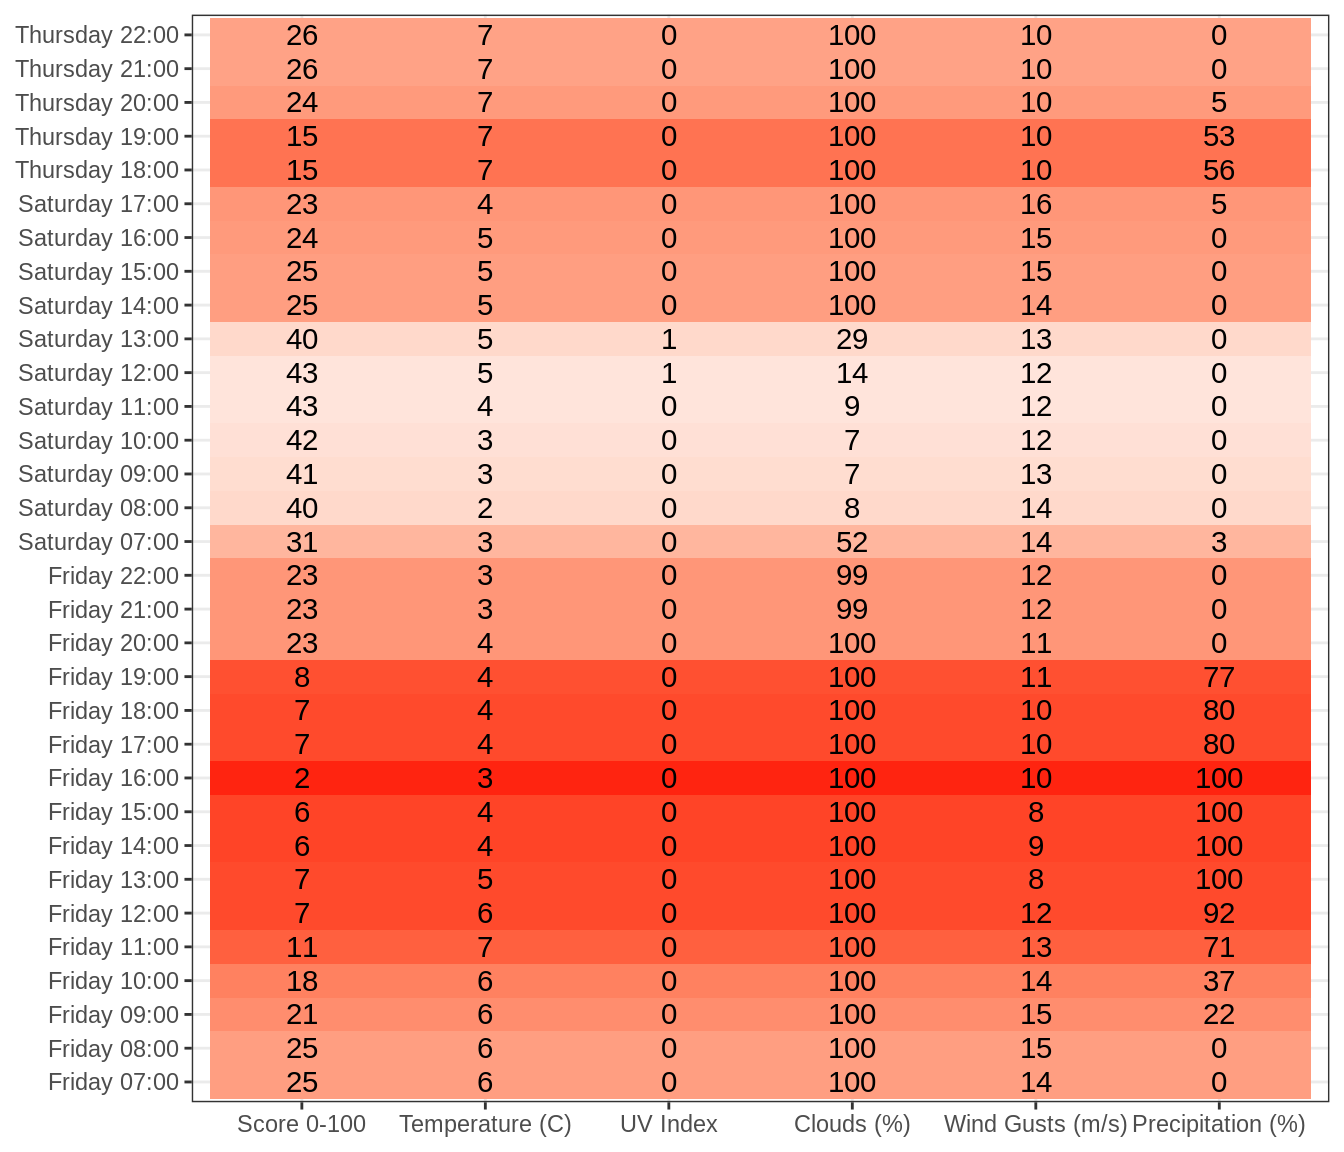 Thursday 22:00 26 7 0 100 10 0
Thursday 21:00 26 7 0 100 10 0
Thursday 20:00 24 7 0 100 10 5
Thursday 19:00 15 7 0 100 10 53
Thursday 18:00 15 7 0 100 10 56
Saturday 17:00 23 4 0 100 16 5
Saturday 16:00 24 5 0 100 15 0
Saturday 15:00 25 5 0 100 15 0
Saturday 14:00 25 5 0 100 14 0
Saturday 13:00 40 5 1 29 13 0
Saturday 12:00 43 5 1 14 12 0
Saturday 11:00 43 4 0 9 12 0
Saturday 10:00 42 3 0 7 12 0
Saturday 09:00 41 3 0 7 13 0
Saturday 08:00 40 2 0 8 14 0
Saturday 07:00 31 3 0 52 14 3
Friday 22:00 23 3 0 99 12 0
Friday 21:00 23 3 0 99 12 0
Friday 20:00 23 4 0 100 11 0
Friday 19:00 8 4 0 100 11 77
Friday 18:00 7 4 0 100 10 80
Friday 17:00 7 4 0 100 10 80
Friday 16:00 2 3 0 100 10 100
Friday 15:00 6 4 0 100 8 100
Friday 14:00 6 4 0 100 9 100
Friday 13:00 7 5 0 100 8 100
Friday 12:00 7 6 0 100 12 92
Friday 11:00 11 7 0 100 13 71
Friday 10:00 18 6 0 100 14 37
Friday 09:00 21 6 0 100 15 22
Friday 08:00 25 6 0 100 15 0
Friday 07:00 25 6 0 100 14 0
Score 0-100 Temperature (C) UV Index Clouds (%) Wind Gusts (m/s) Precipitation (%)